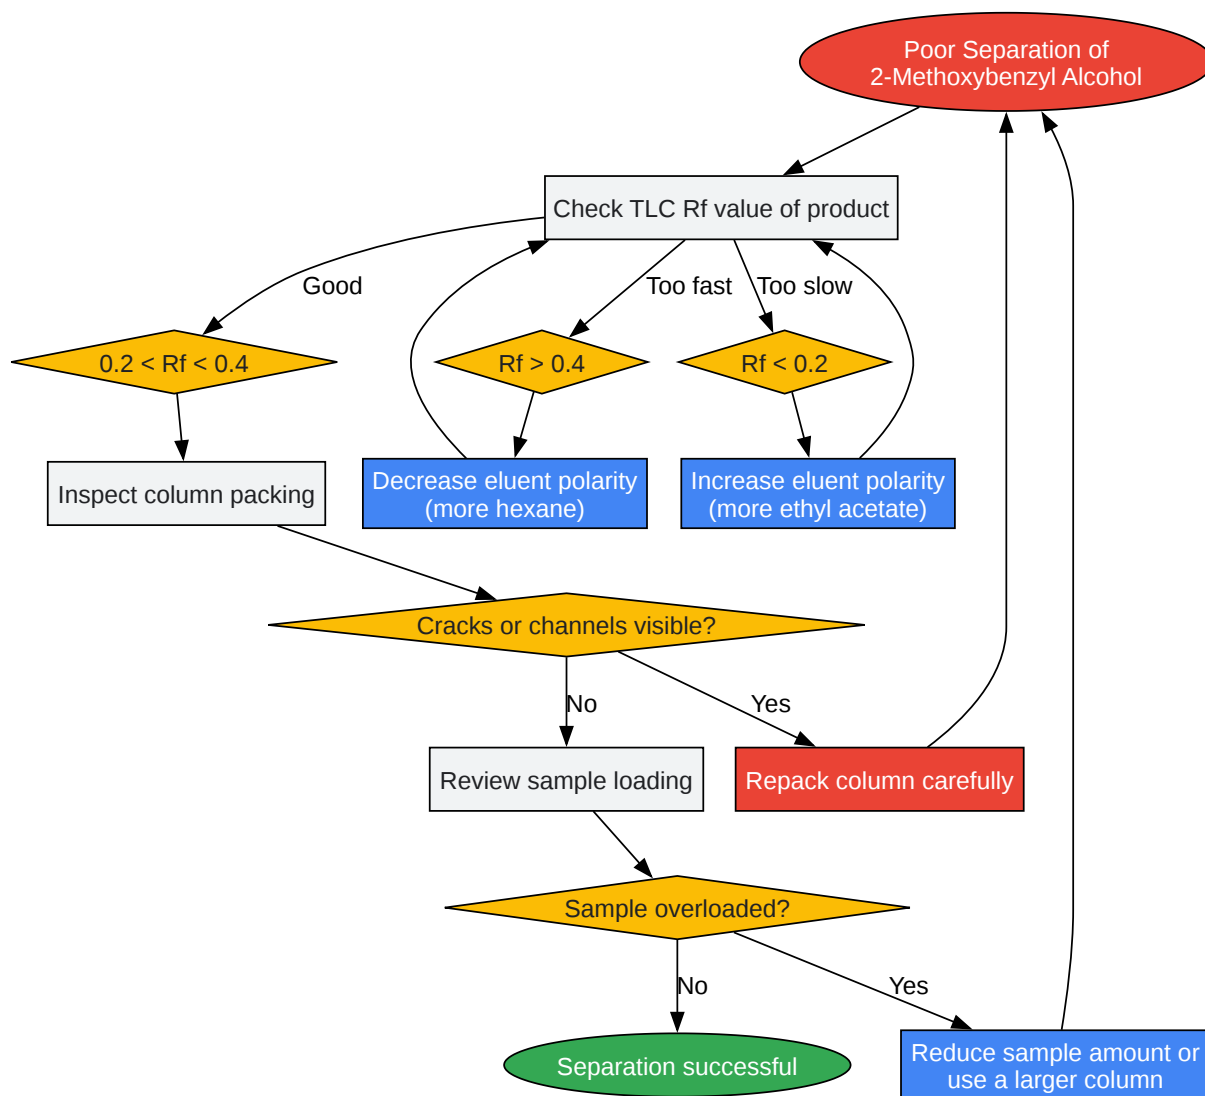 Poor Separation of
2-Methoxybenzyl Alcohol
Check TLC Rf value of product
Good
Too fast
Too slow
0.2 < Rf < 0.4
Rf > 0.4
Rf < 0.2
Inspect column packing
Decrease eluent polarity
(more hexane)
Increase eluent polarity
(more ethyl acetate)
Cracks or channels visible?
No
Yes
Review sample loading
Repack column carefully
Sample overloaded?
No
Yes
Separation successful
Reduce sample amount or
use a larger column